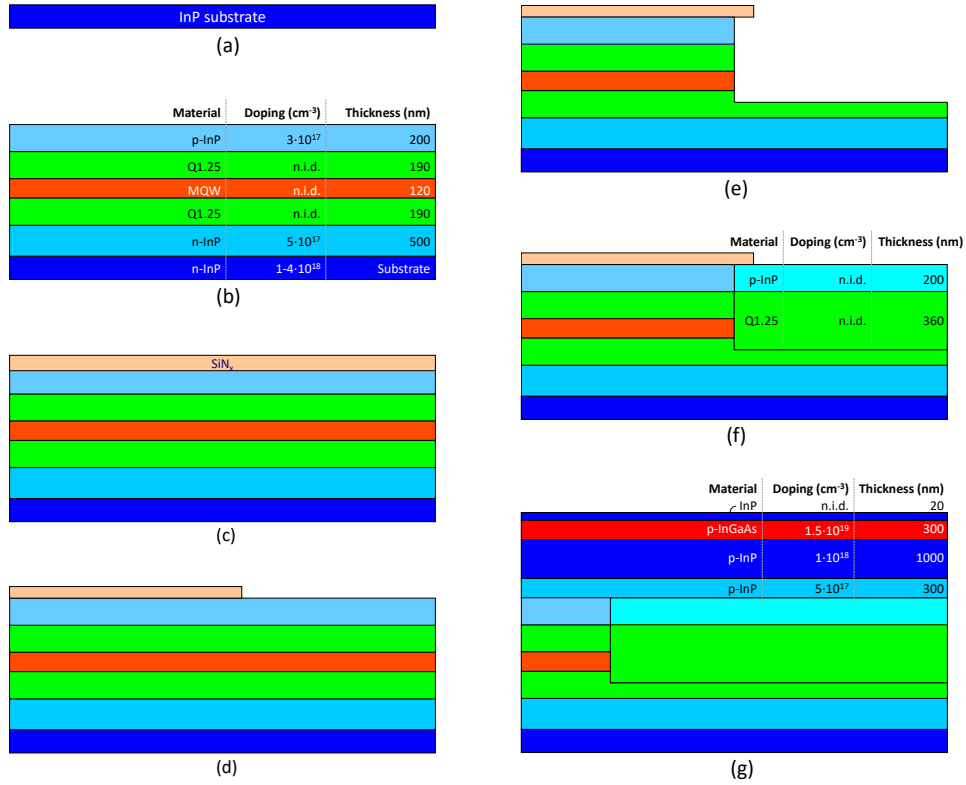 InP substrate
(a)
Material Doping (cm⁻³) Thickness (nm)
p-InP 3·10¹⁷ 200
Q1.25 n.i.d. 190
MQW n.i.d. 120
Q1.25 n.i.d. 190
n-InP 5·10¹⁷ 500
n-InP 1-4·10¹⁸ Substrate
(b)
SiNₓ
(c)
(d)
(e)
Material Doping (cm⁻³) Thickness (nm)
p-InP n.i.d. 200
Q1.25 n.i.d. 360
(f)
Material Doping (cm⁻³) Thickness (nm)
InP n.i.d. 20
p-InGaAs 1.5·10¹⁹ 300
p-InP 1·10¹⁸ 1000
p-InP 5·10¹⁷ 300
(g)